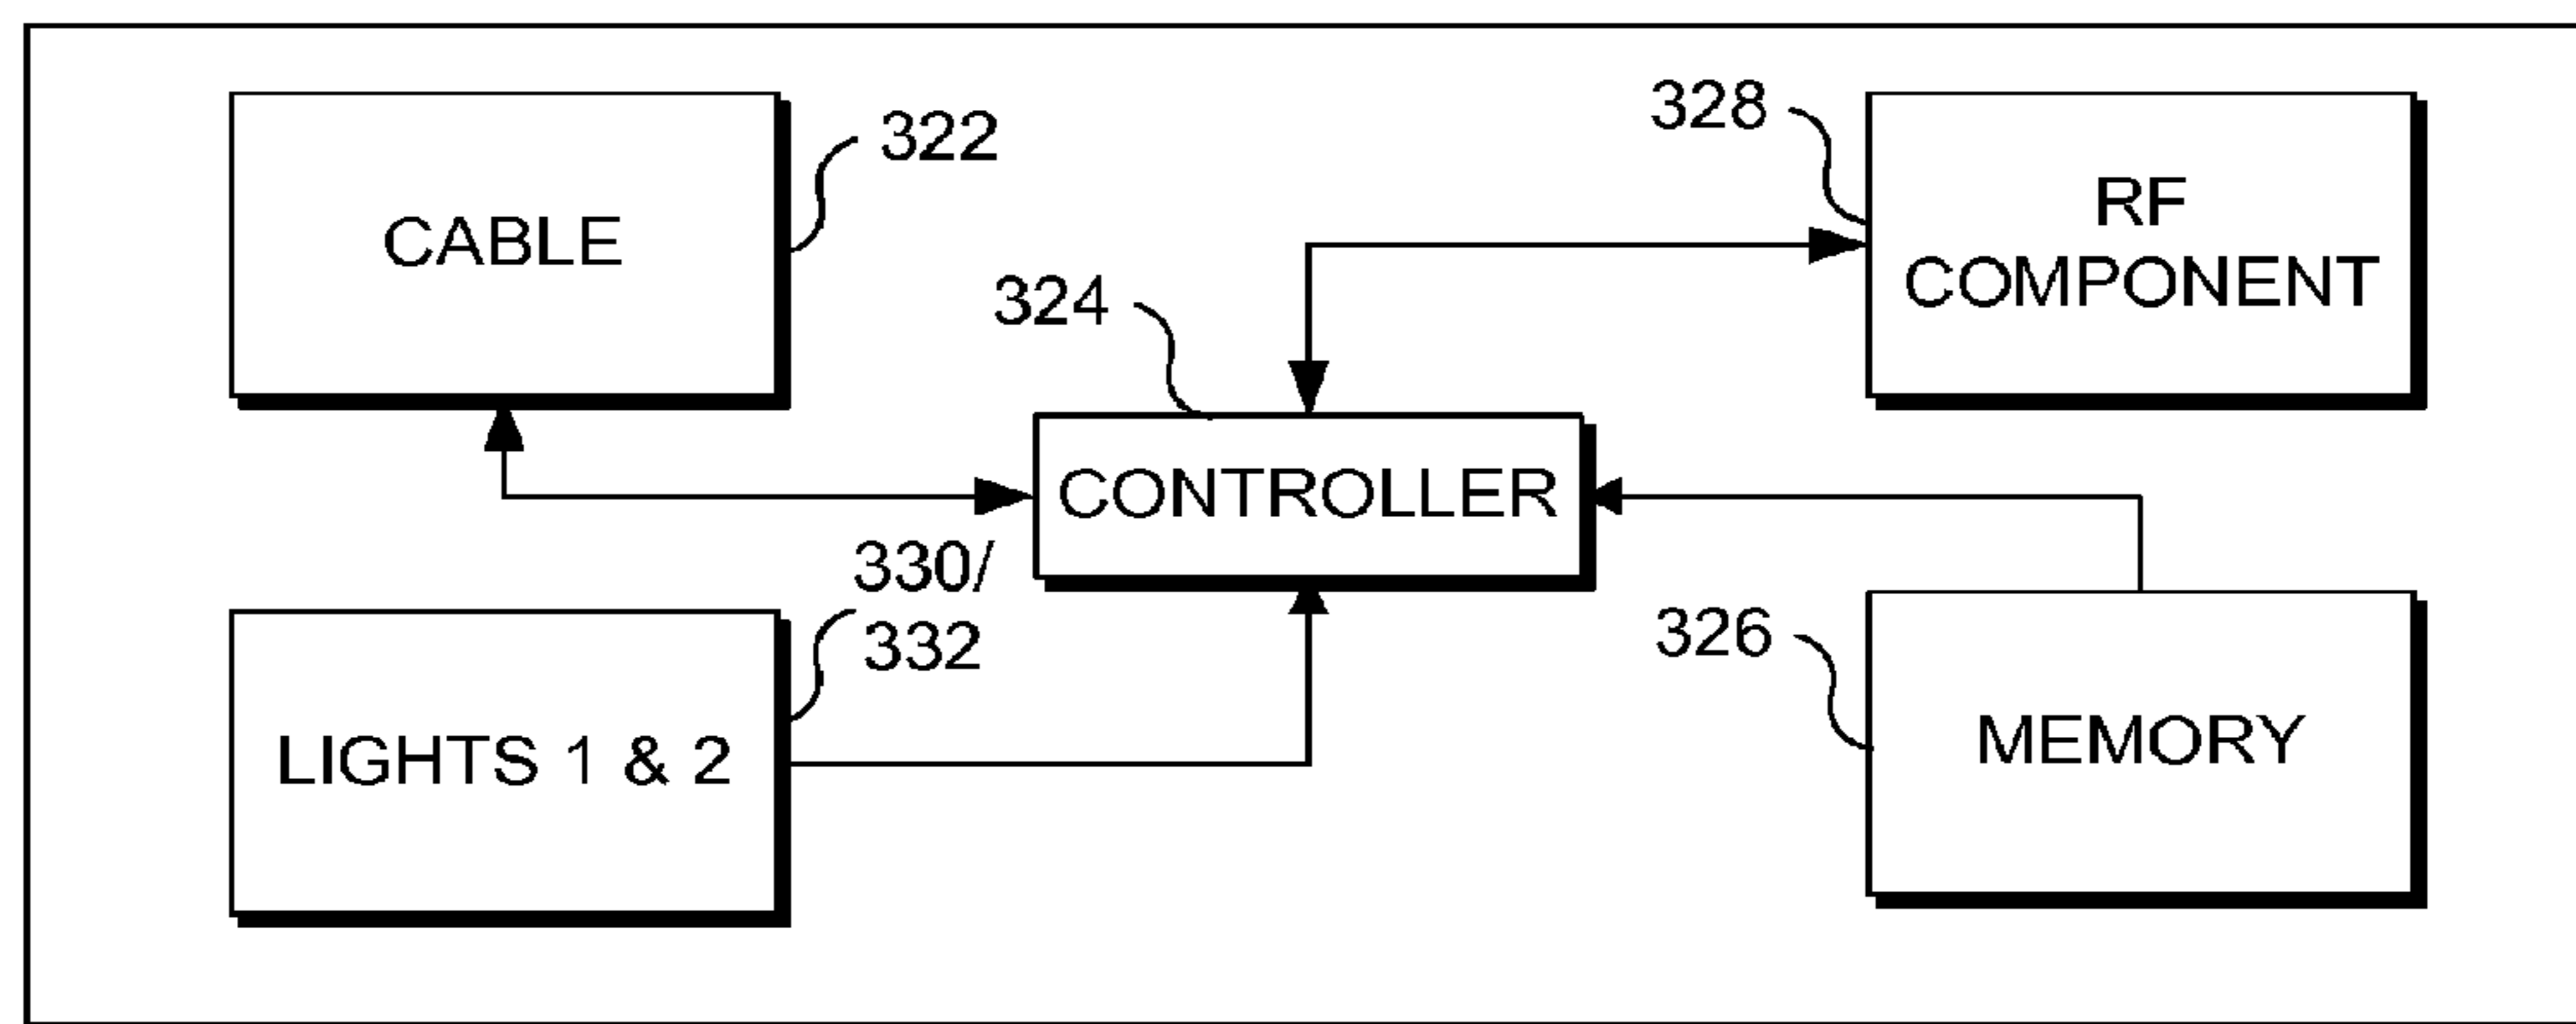 CABLE
322
328
RF
COMPONENT
324
CONTROLLER
330/
332
LIGHTS 1 & 2
326
MEMORY